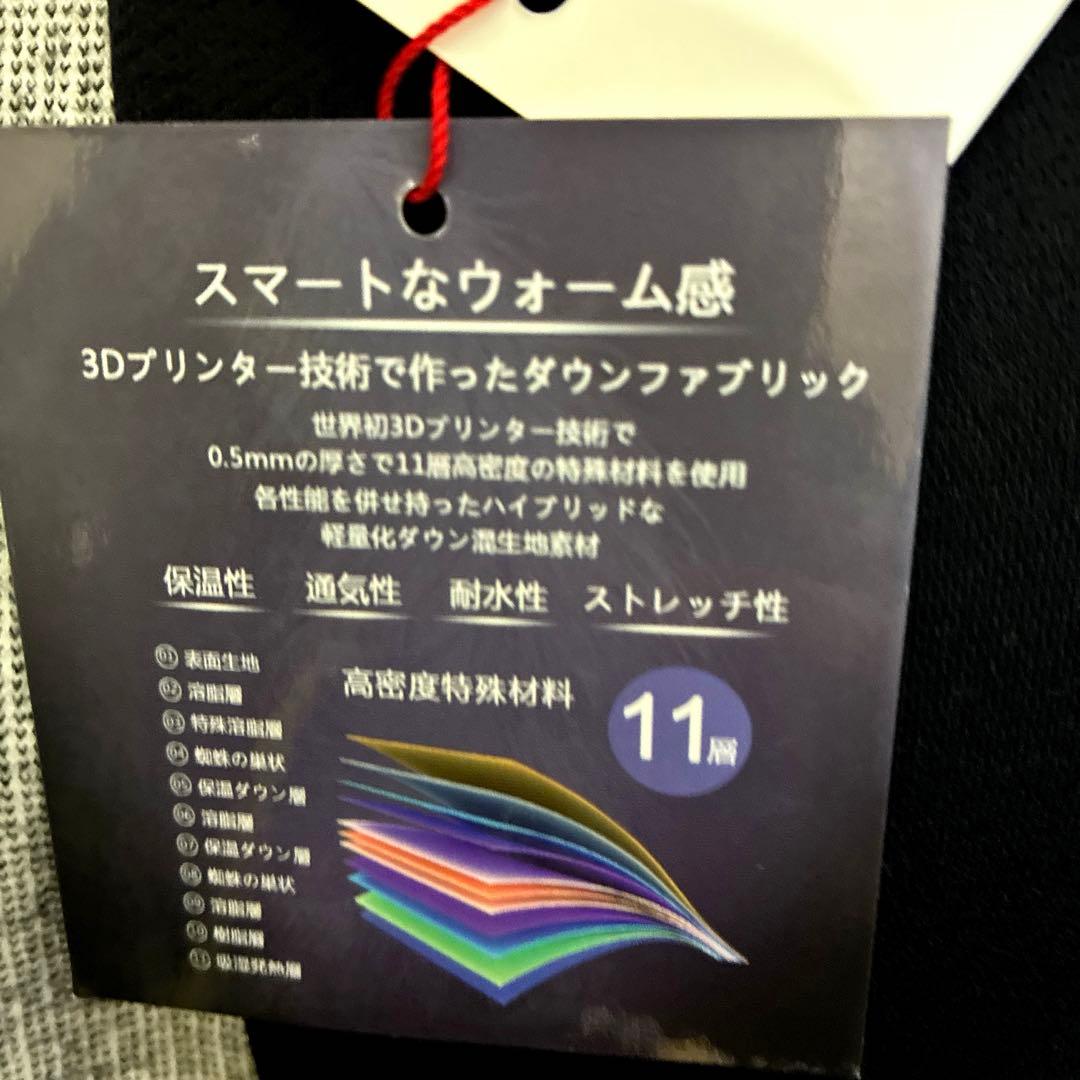 スマートなウォーム感
3Dプリンター技術で作ったダウンファブリック
世界初3Dプリンター技術で
0.5mmの厚さで11層高密度の特殊材料を使用
各性能を併せ持ったハイブリッドな
軽量化ダウン混生地素材
保温性 通気性 耐水性 ストレッチ性
高密度特殊材料 11層
01 表面生地
02 溶脂層
03 特殊溶脂層
04 蜘蛛の巣状
05 保温ダウン層
06 溶脂層
07 保温ダウン層
08 蜘蛛の巣状
09 溶脂層
10 樹脂層
11 吸湿発熱層